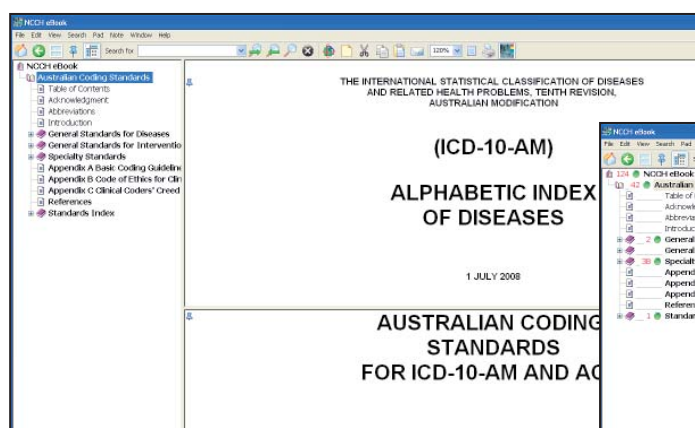 NCCH eBook
File Edit View Search Pad Note Window Help
Search for
120%
NCCH eBook
Australian Coding Standards
Table of Contents
Acknowledgment
Abbreviations
Introduction
General Standards for Diseases
General Standards for Interventio
Specialty Standards
Appendix A Basic Coding Guideline
Appendix B Code of Ethics for Clin
Appendix C Clinical Coders' Creed
References
Standards Index
THE INTERNATIONAL STATISTICAL CLASSIFICATION OF DISEASES
AND RELATED HEALTH PROBLEMS, TENTH REVISION,
AUSTRALIAN MODIFICATION
(ICD-10-AM)
ALPHABETIC INDEX
OF DISEASES
1 JULY 2008
AUSTRALIAN CODING
STANDARDS
FOR ICD-10-AM AND AC
NCCH eBook
File Edit View Search Pad
124 NCCH eBook
42 Australian
Table of
Acknowle
Abbrevia
Introduc
2 General
General
38 Specialty
Append
Append
Append
Referen
1 Standar